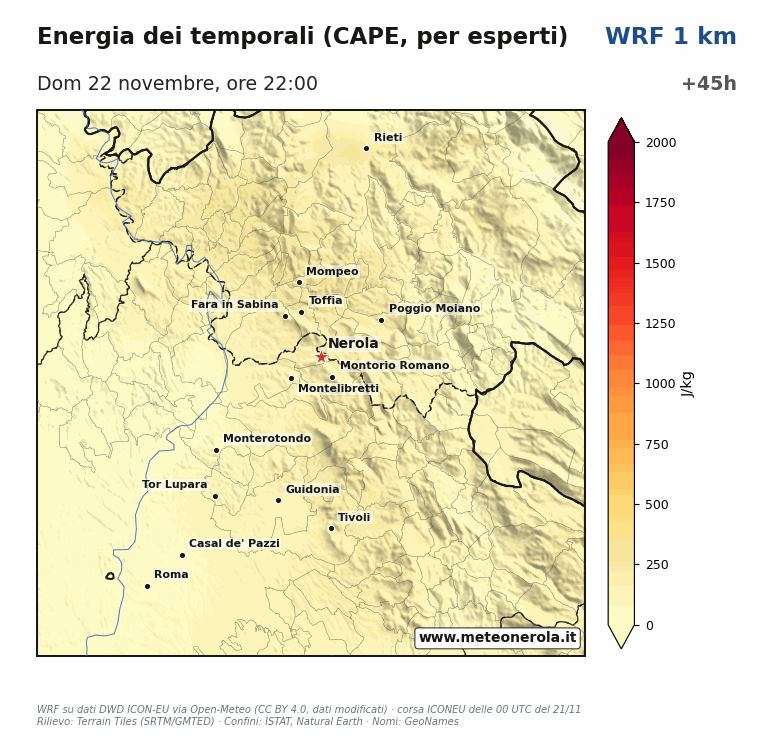 Energia dei temporali (CAPE, per esperti)
WRF 1 km
Dom 22 novembre, ore 22:00
+45h
Rieti
Mompeo
Toffia
Fara in Sabina
Poggio Moiano
Nerola
Montorio Romano
Montelibretti
Monterotondo
Tor Lupara
Guidonia
Tivoli
Casal de' Pazzi
Roma
www.meteonerola.it
2000
1750
1500
1250
1000
750
500
250
0
J/kg
WRF su dati DWD ICON-EU via Open-Meteo (CC BY 4.0, dati modificati) · corsa ICONEU delle 00 UTC del 21/11
Rilievo: Terrain Tiles (SRTM/GMTED) · Confini: ISTAT, Natural Earth · Nomi: GeoNames